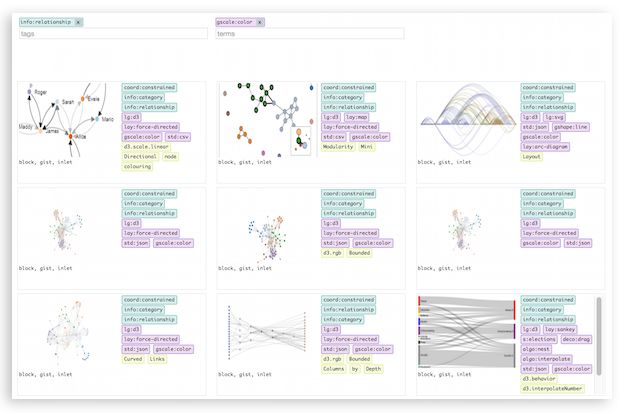 info:relationship x
gscale:color x
tags
terms
Roger
Sarah
Eveie
Maddy
James
Alice
Mario
block, gist, inlet
coord:constrained
info:category
info:relationship
lg:d3
lay:force-directed
gscale:color std:csv
d3.scale.linear
Directional node
colouring
block, gist, inlet
coord:constrained
info:category
info:relationship
lg:d3 lay:map
lay:force-directed
std:csv gscale:color
Modularity Mini
block, gist, inlet
coord:constrained
info:category
info:relationship
lg:d3 lg:svg
std:json gshape:line
gscale:color
lay:arc-diagram
Layout
block, gist, inlet
coord:constrained
info:category
info:relationship
lg:d3
lay:force-directed
std:json gscale:color
block, gist, inlet
coord:constrained
info:category
info:relationship
lg:d3
lay:force-directed
std:json gscale:color
d3.rgb Bounded
block, gist, inlet
coord:constrained
info:category
info:relationship
lg:d3
lay:force-directed
gscale:color std:json
block, gist, inlet
coord:constrained
info:category
info:relationship
lg:d3
lay:force-directed
std:json gscale:color
Curved Links
block, gist, inlet
coord:constrained
info:category
info:relationship
lg:d3
lay:force-directed
std:json gscale:color
d3.rgb Bounded
Columns by Depth
block, gist, inlet
coord:constrained
info:category
info:relationship
lg:d3 lay:sankey
s:elections deco:drag
algo:nest
algo:interpolate
std:json gscale:color
d3.behavior
d3.interpolateNumber